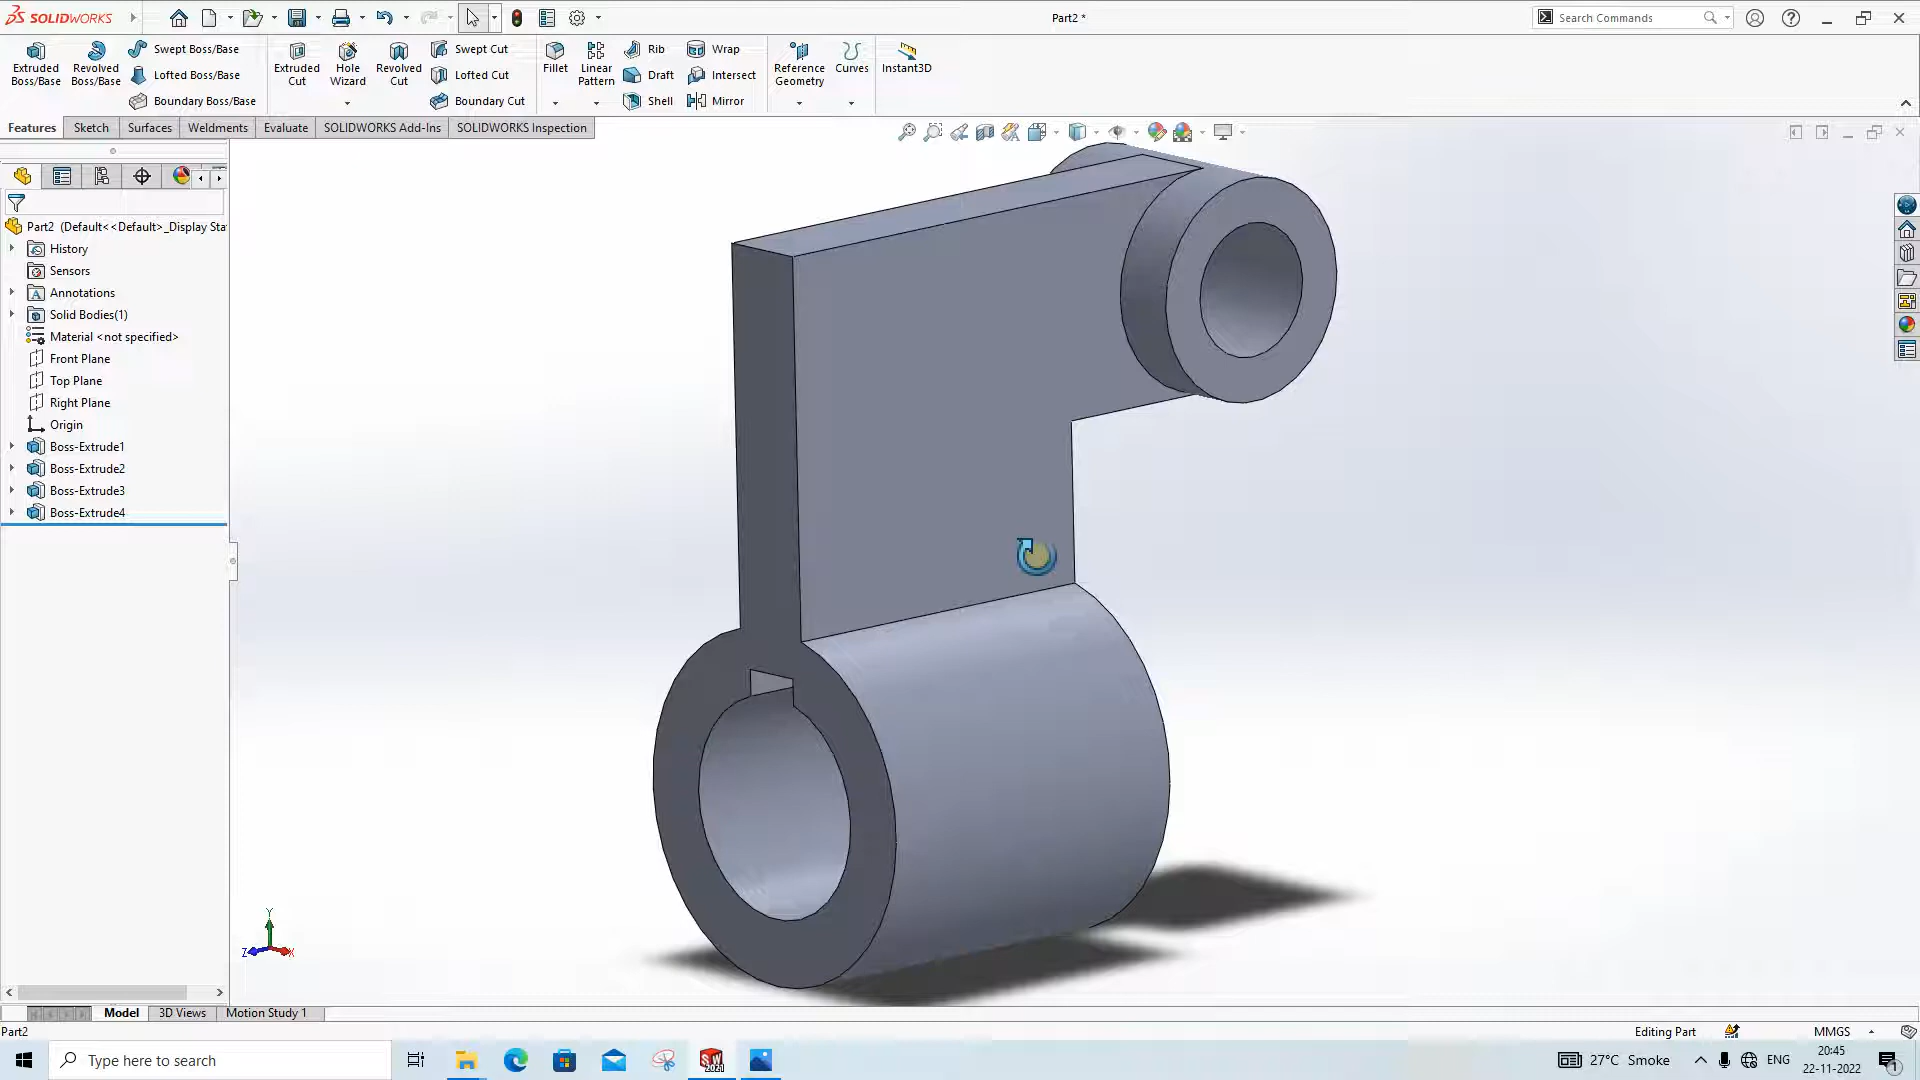 SOLIDWORKS
Part2 *
Search Commands
Extruded Boss/Base
Revolved Boss/Base
Swept Boss/Base
Lofted Boss/Base
Boundary Boss/Base
Extruded Cut
Hole Wizard
Revolved Cut
Swept Cut
Lofted Cut
Boundary Cut
Fillet
Linear Pattern
Rib
Draft
Shell
Wrap
Intersect
Mirror
Reference Geometry
Curves
Instant3D
Features
Sketch
Surfaces
Weldments
Evaluate
SOLIDWORKS Add-Ins
SOLIDWORKS Inspection
Part2 (Default<<Default>_Display Sta
History
Sensors
Annotations
Solid Bodies(1)
Material <not specified>
Front Plane
Top Plane
Right Plane
Origin
Boss-Extrude1
Boss-Extrude2
Boss-Extrude3
Boss-Extrude4
Y
Z
X
Model
3D Views
Motion Study 1
Part2
Editing Part
MMGS
Type here to search
SW
2021
27°C Smoke
ENG
20:45
22-11-2022
1